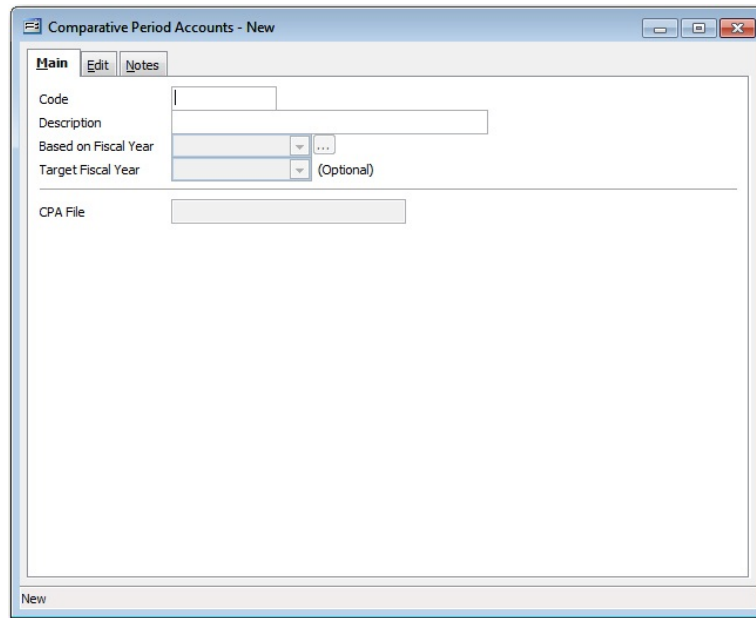 Comparative Period Accounts - New
Main Edit Notes
Code
Description
Based on Fiscal Year ...
Target Fiscal Year (Optional)
CPA File
New